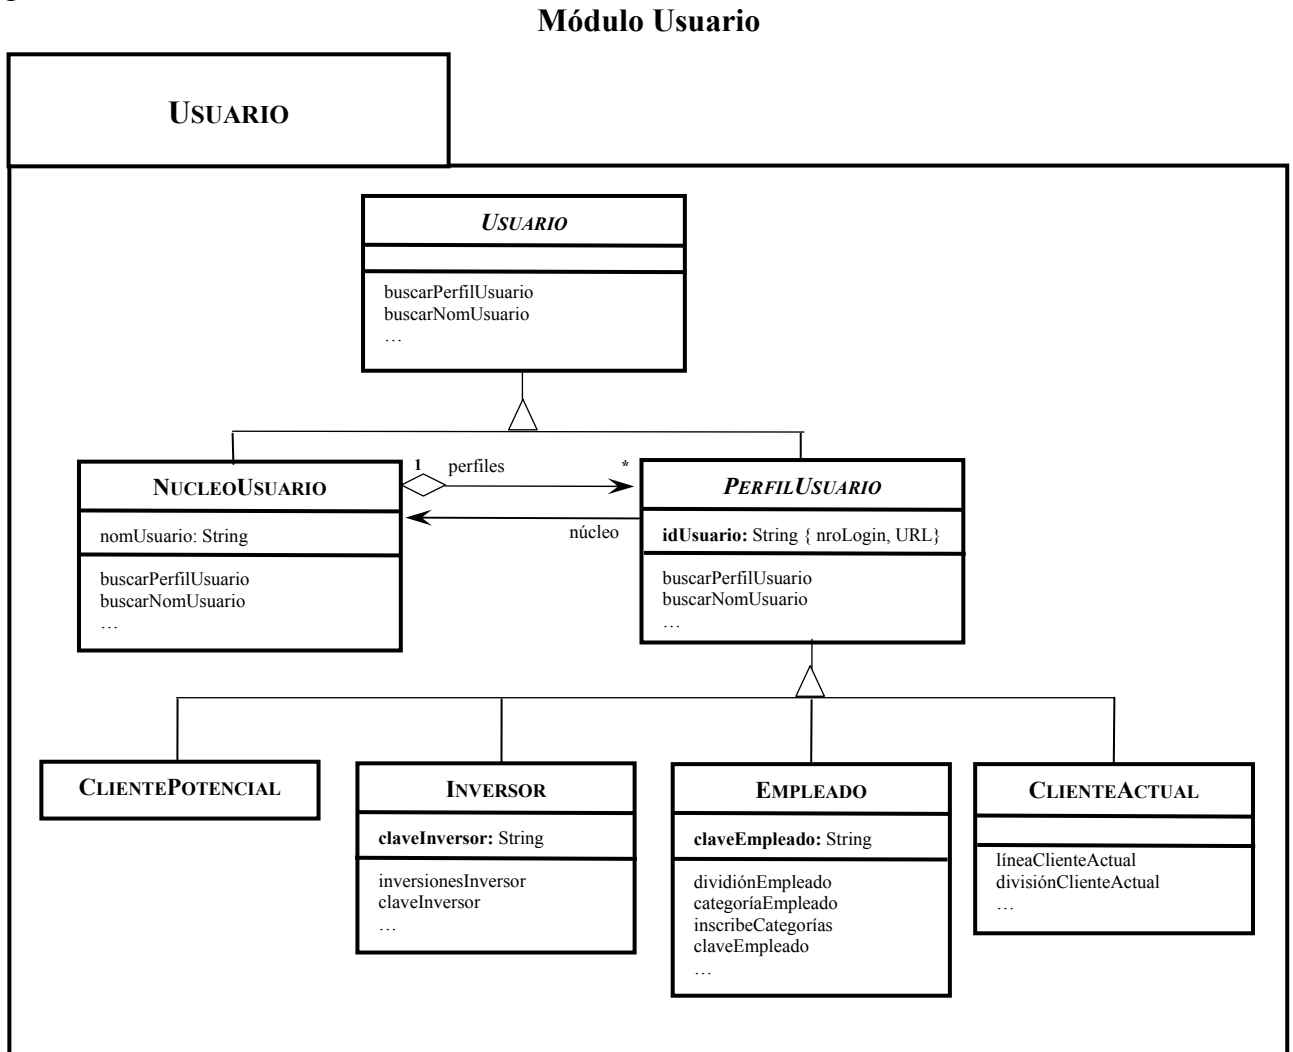 Módulo Usuario
USUARIO
USUARIO
buscarPerfilUsuario
buscarNomUsuario
…
1 perfiles *
NUCLEOUSUARIO
nomUsuario: String
buscarPerfilUsuario
buscarNomUsuario
…
núcleo
PERFILUSUARIO
idUsuario: String { nroLogin, URL}
buscarPerfilUsuario
buscarNomUsuario
…
CLIENTEPOTENCIAL
INVERSOR
claveInversor: String
inversionesInversor
claveInversor
…
EMPLEADO
claveEmpleado: String
dividiónEmpleado
categoríaEmpleado
inscribeCategorías
claveEmpleado
…
CLIENTEACTUAL
líneaClienteActual
divisiónClienteActual
…